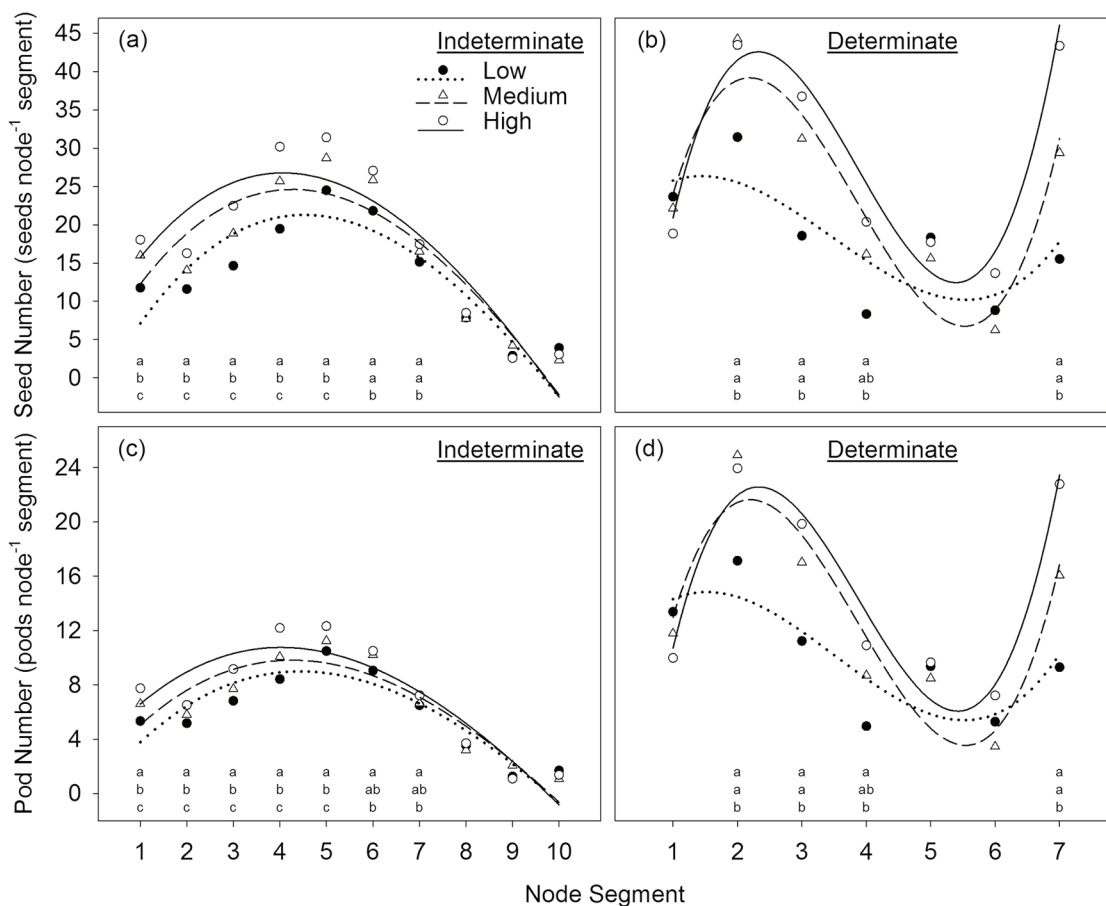 (a)
Indeterminate
Low
Medium
High
(b)
Determinate
Seed Number (seeds node⁻¹ segment)
45
40
35
30
25
20
15
10
5
0
a a a a a a a
b b b b b a a
c c c c c b b
a a a a
a a ab a
b b b b
(c)
Indeterminate
(d)
Determinate
Pod Number (pods node⁻¹ segment)
24
20
16
12
8
4
0
a a a a a a a
b b b b b ab ab
c c c c c b b
a a a a
a a ab a
b b b b
1 2 3 4 5 6 7 8 9 10
1 2 3 4 5 6 7
Node Segment